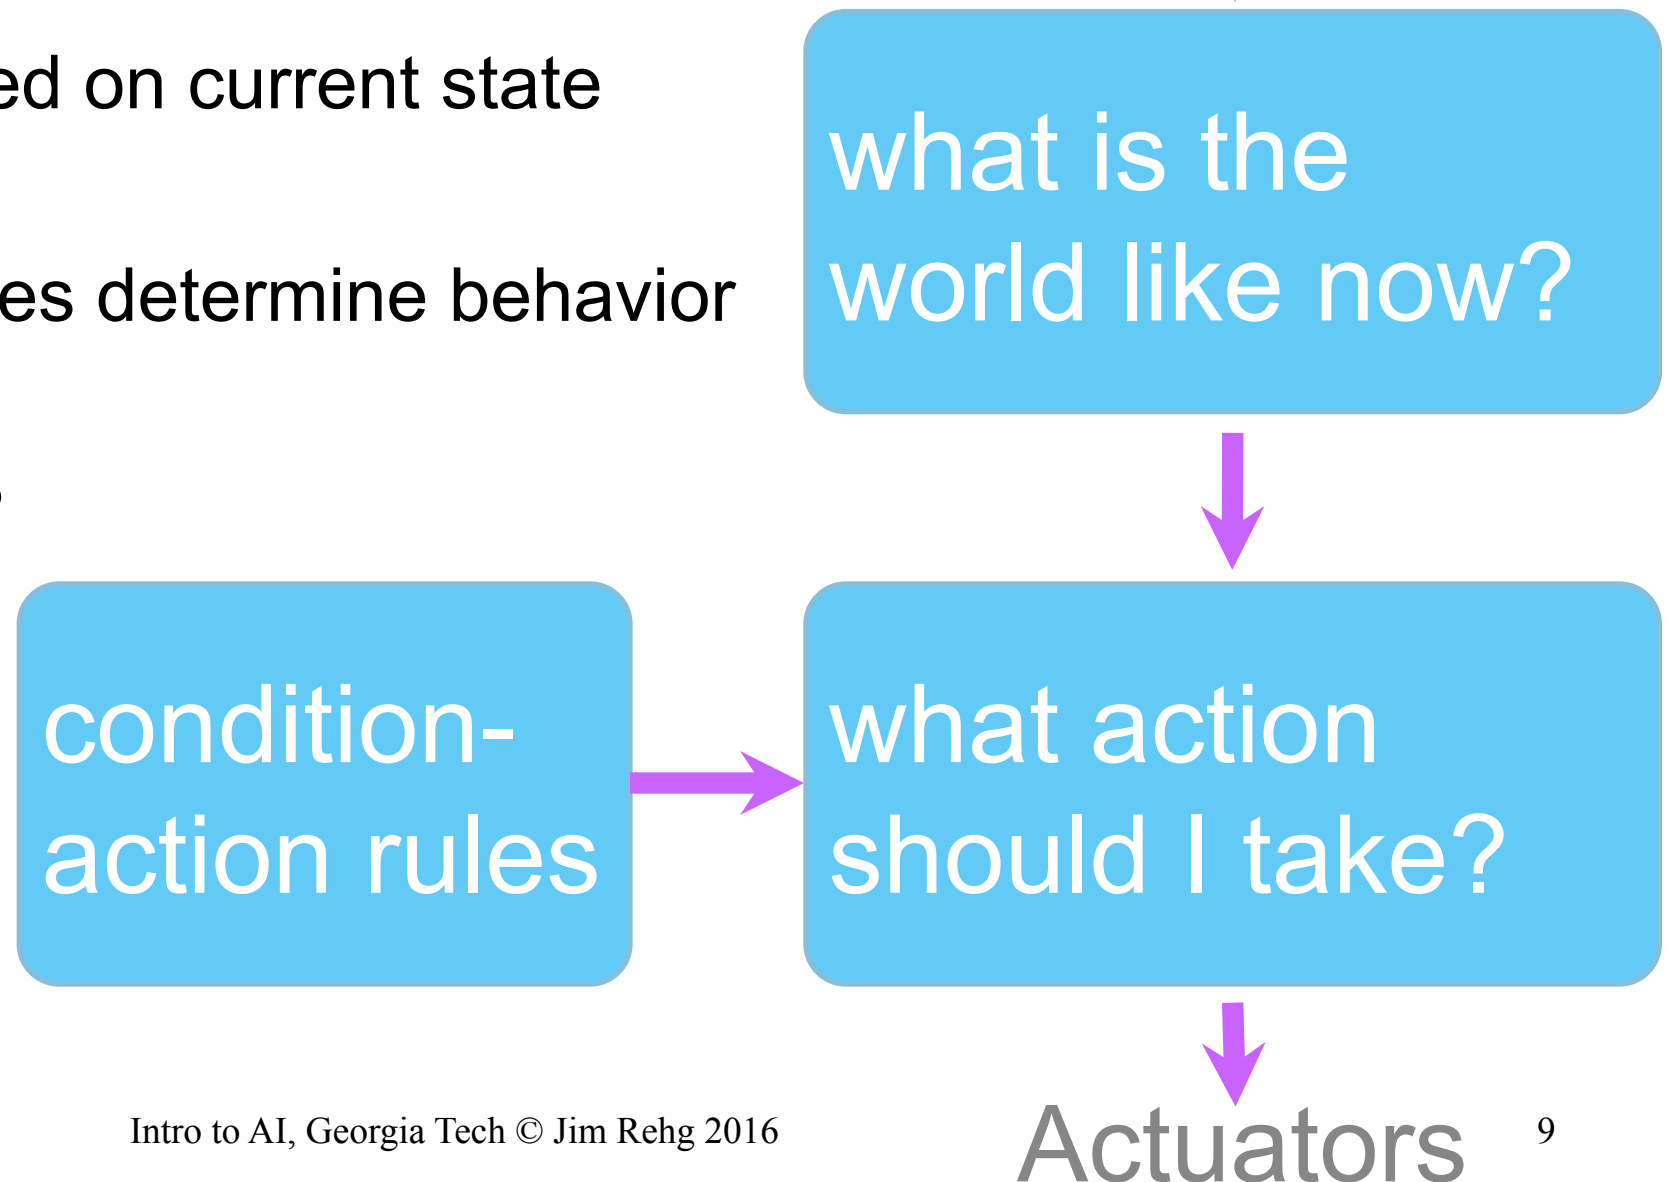 ed on current state
es determine behavior
what is the
world like now?
condition-
action rules
what action
should I take?
Actuators
Intro to AI, Georgia Tech © Jim Rehg 2016
9